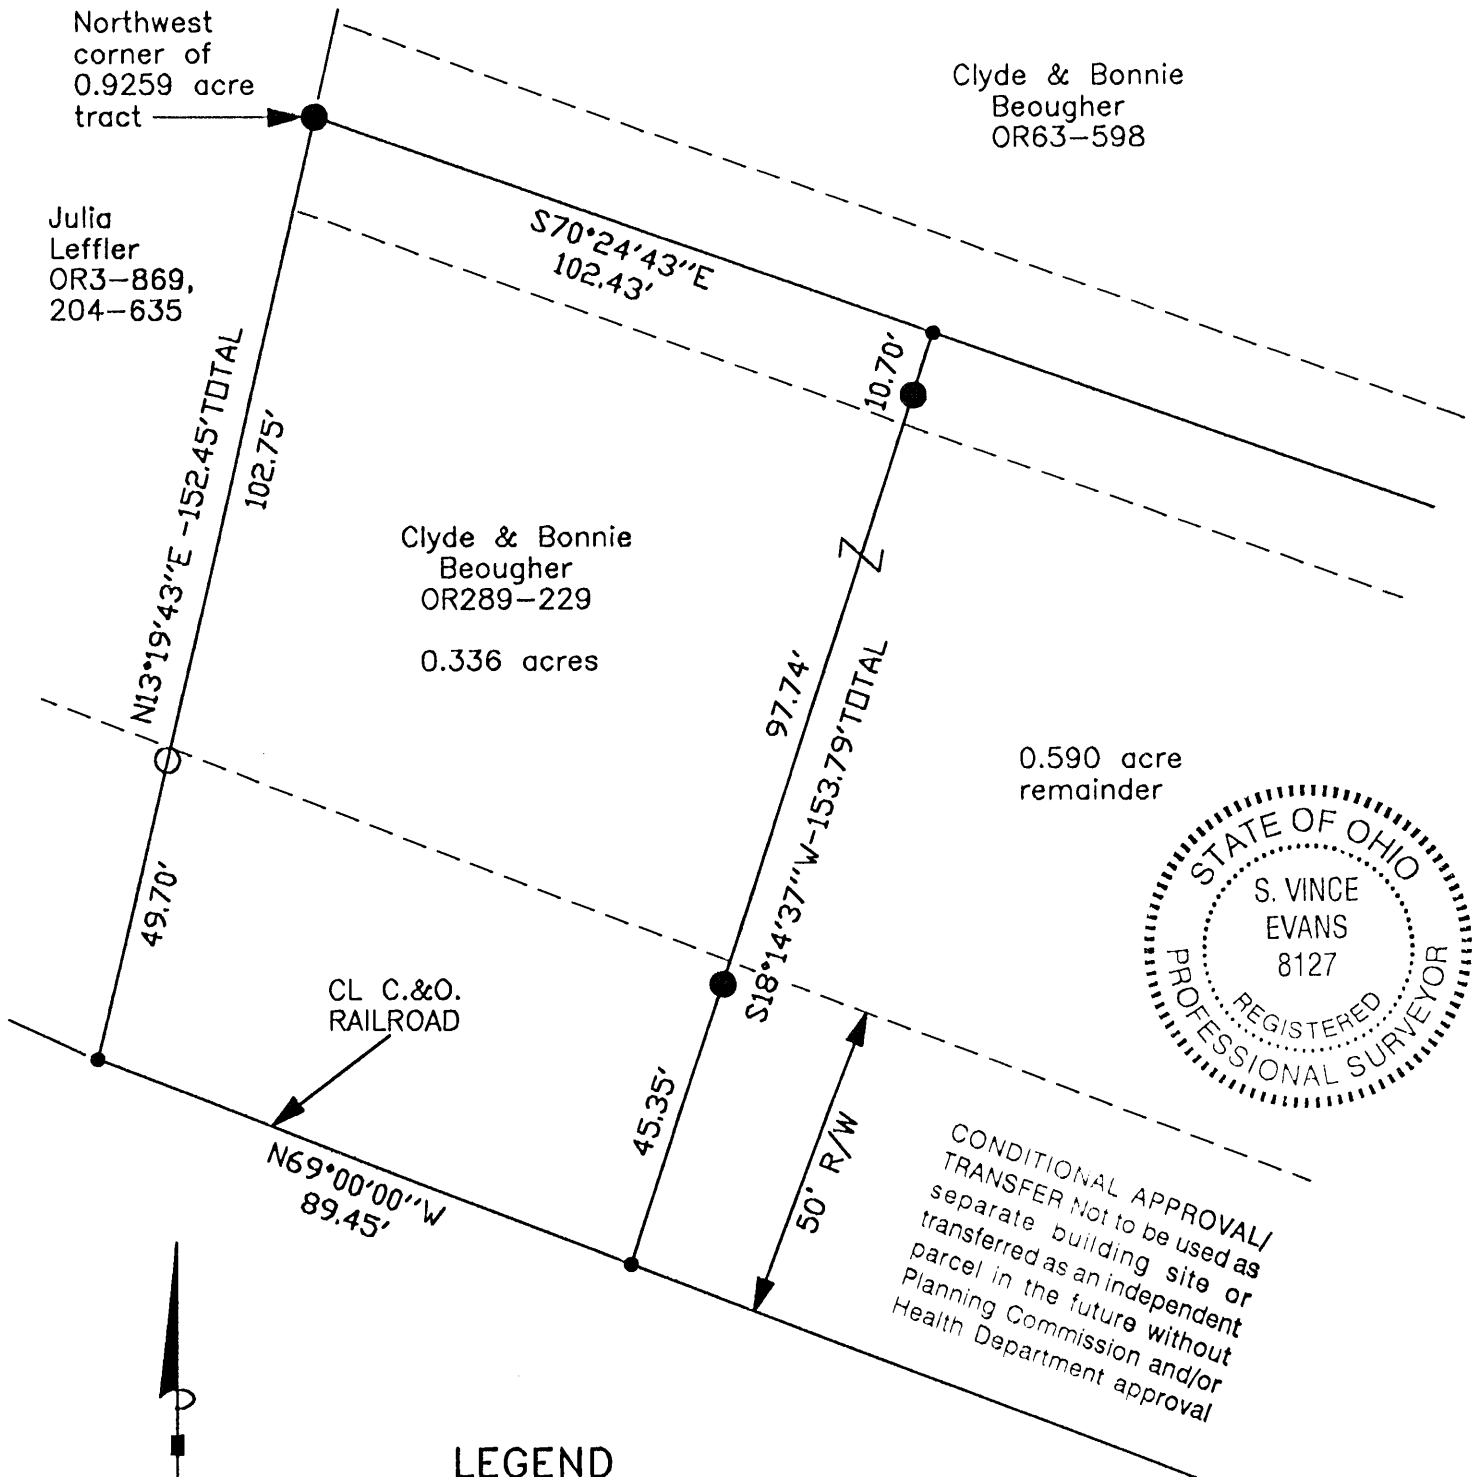 Northwest
corner of
0.9259 acre
tract
Clyde & Bonnie
Beougher
OR63-598
Julia
Leffler
OR3-869,
204-635
S70°24'43"E
102.43'
10.70'
N13°19'43"E -152.45'TOTAL
102.75'
Clyde & Bonnie
Beougher
OR289-229
0.336 acres
97.74'
S18°14'37"W-153.79'TOTAL
0.590 acre
remainder
STATE OF OHIO
S. VINCE
EVANS
8127
REGISTERED
PROFESSIONAL SURVEYOR
49.70'
CL C.&O.
RAILROAD
45.35'
50' R/W
N69°00'00"W
89.45'
CONDITIONAL APPROVAL/
TRANSFER Not to be used as
separate building site or
transferred as an independent
parcel in the future without
Planning Commission and/or
Health Department approval
LEGEND